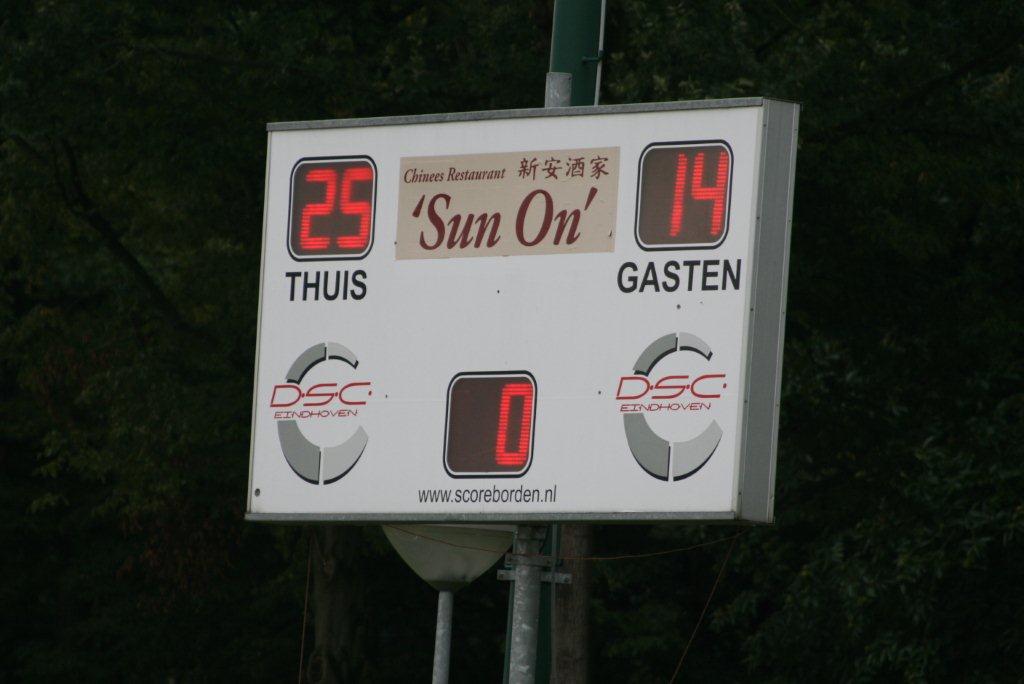 25
Chinees Restaurant 新安酒家
'Sun On'
14
THUIS
GASTEN
D·S·C·
EINDHOVEN
D·S·C·
EINDHOVEN
0
www.scoreborden.nl